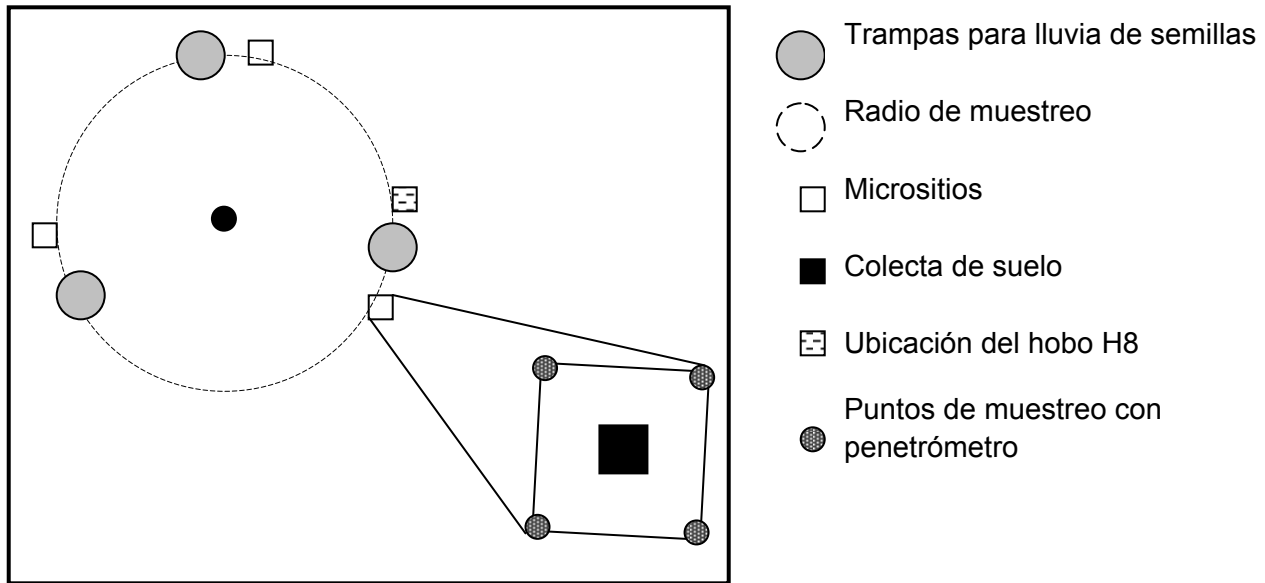 Trampas para lluvia de semillas
Radio de muestreo
Micrositios
Colecta de suelo
Ubicación del hobo H8
Puntos de muestreo con
penetrómetro